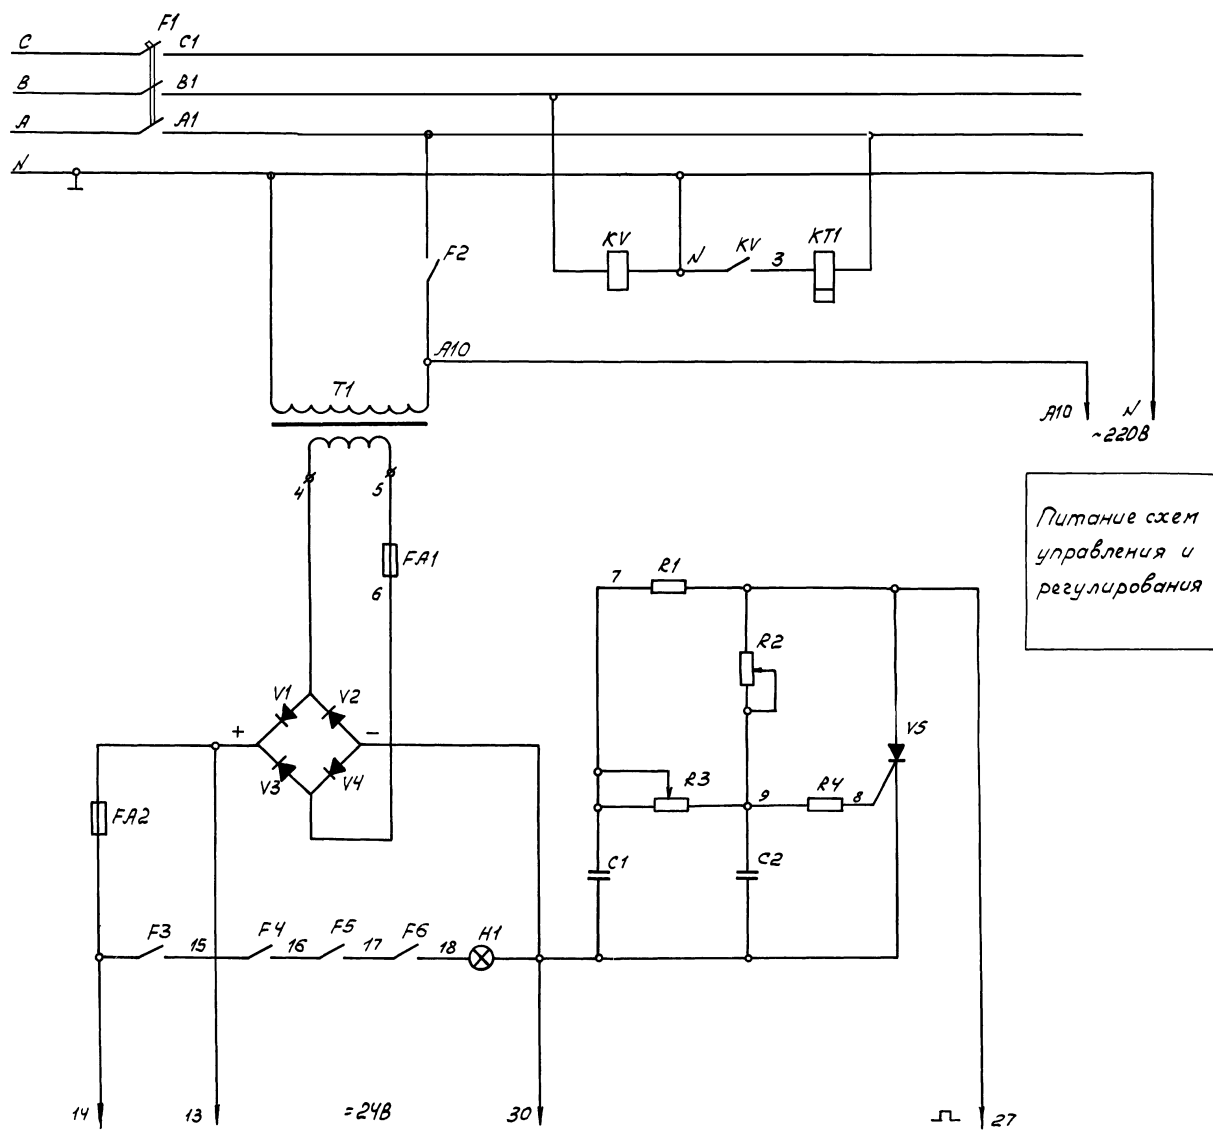 F1
C C1
B B1
A A1
N
KV N KV 3 KT1
F2
A10
T1
A10 N
~220В
4 5
FA1
6
Питание схем
управления и
регулирования
7 R1
R2
V1 V2
+ −
V3 V4
VS
R3 9 R4 8
FA2
C1 C2
F3 15 F4 16 F5 17 F6 18 H1
14 13 =24В 30 27